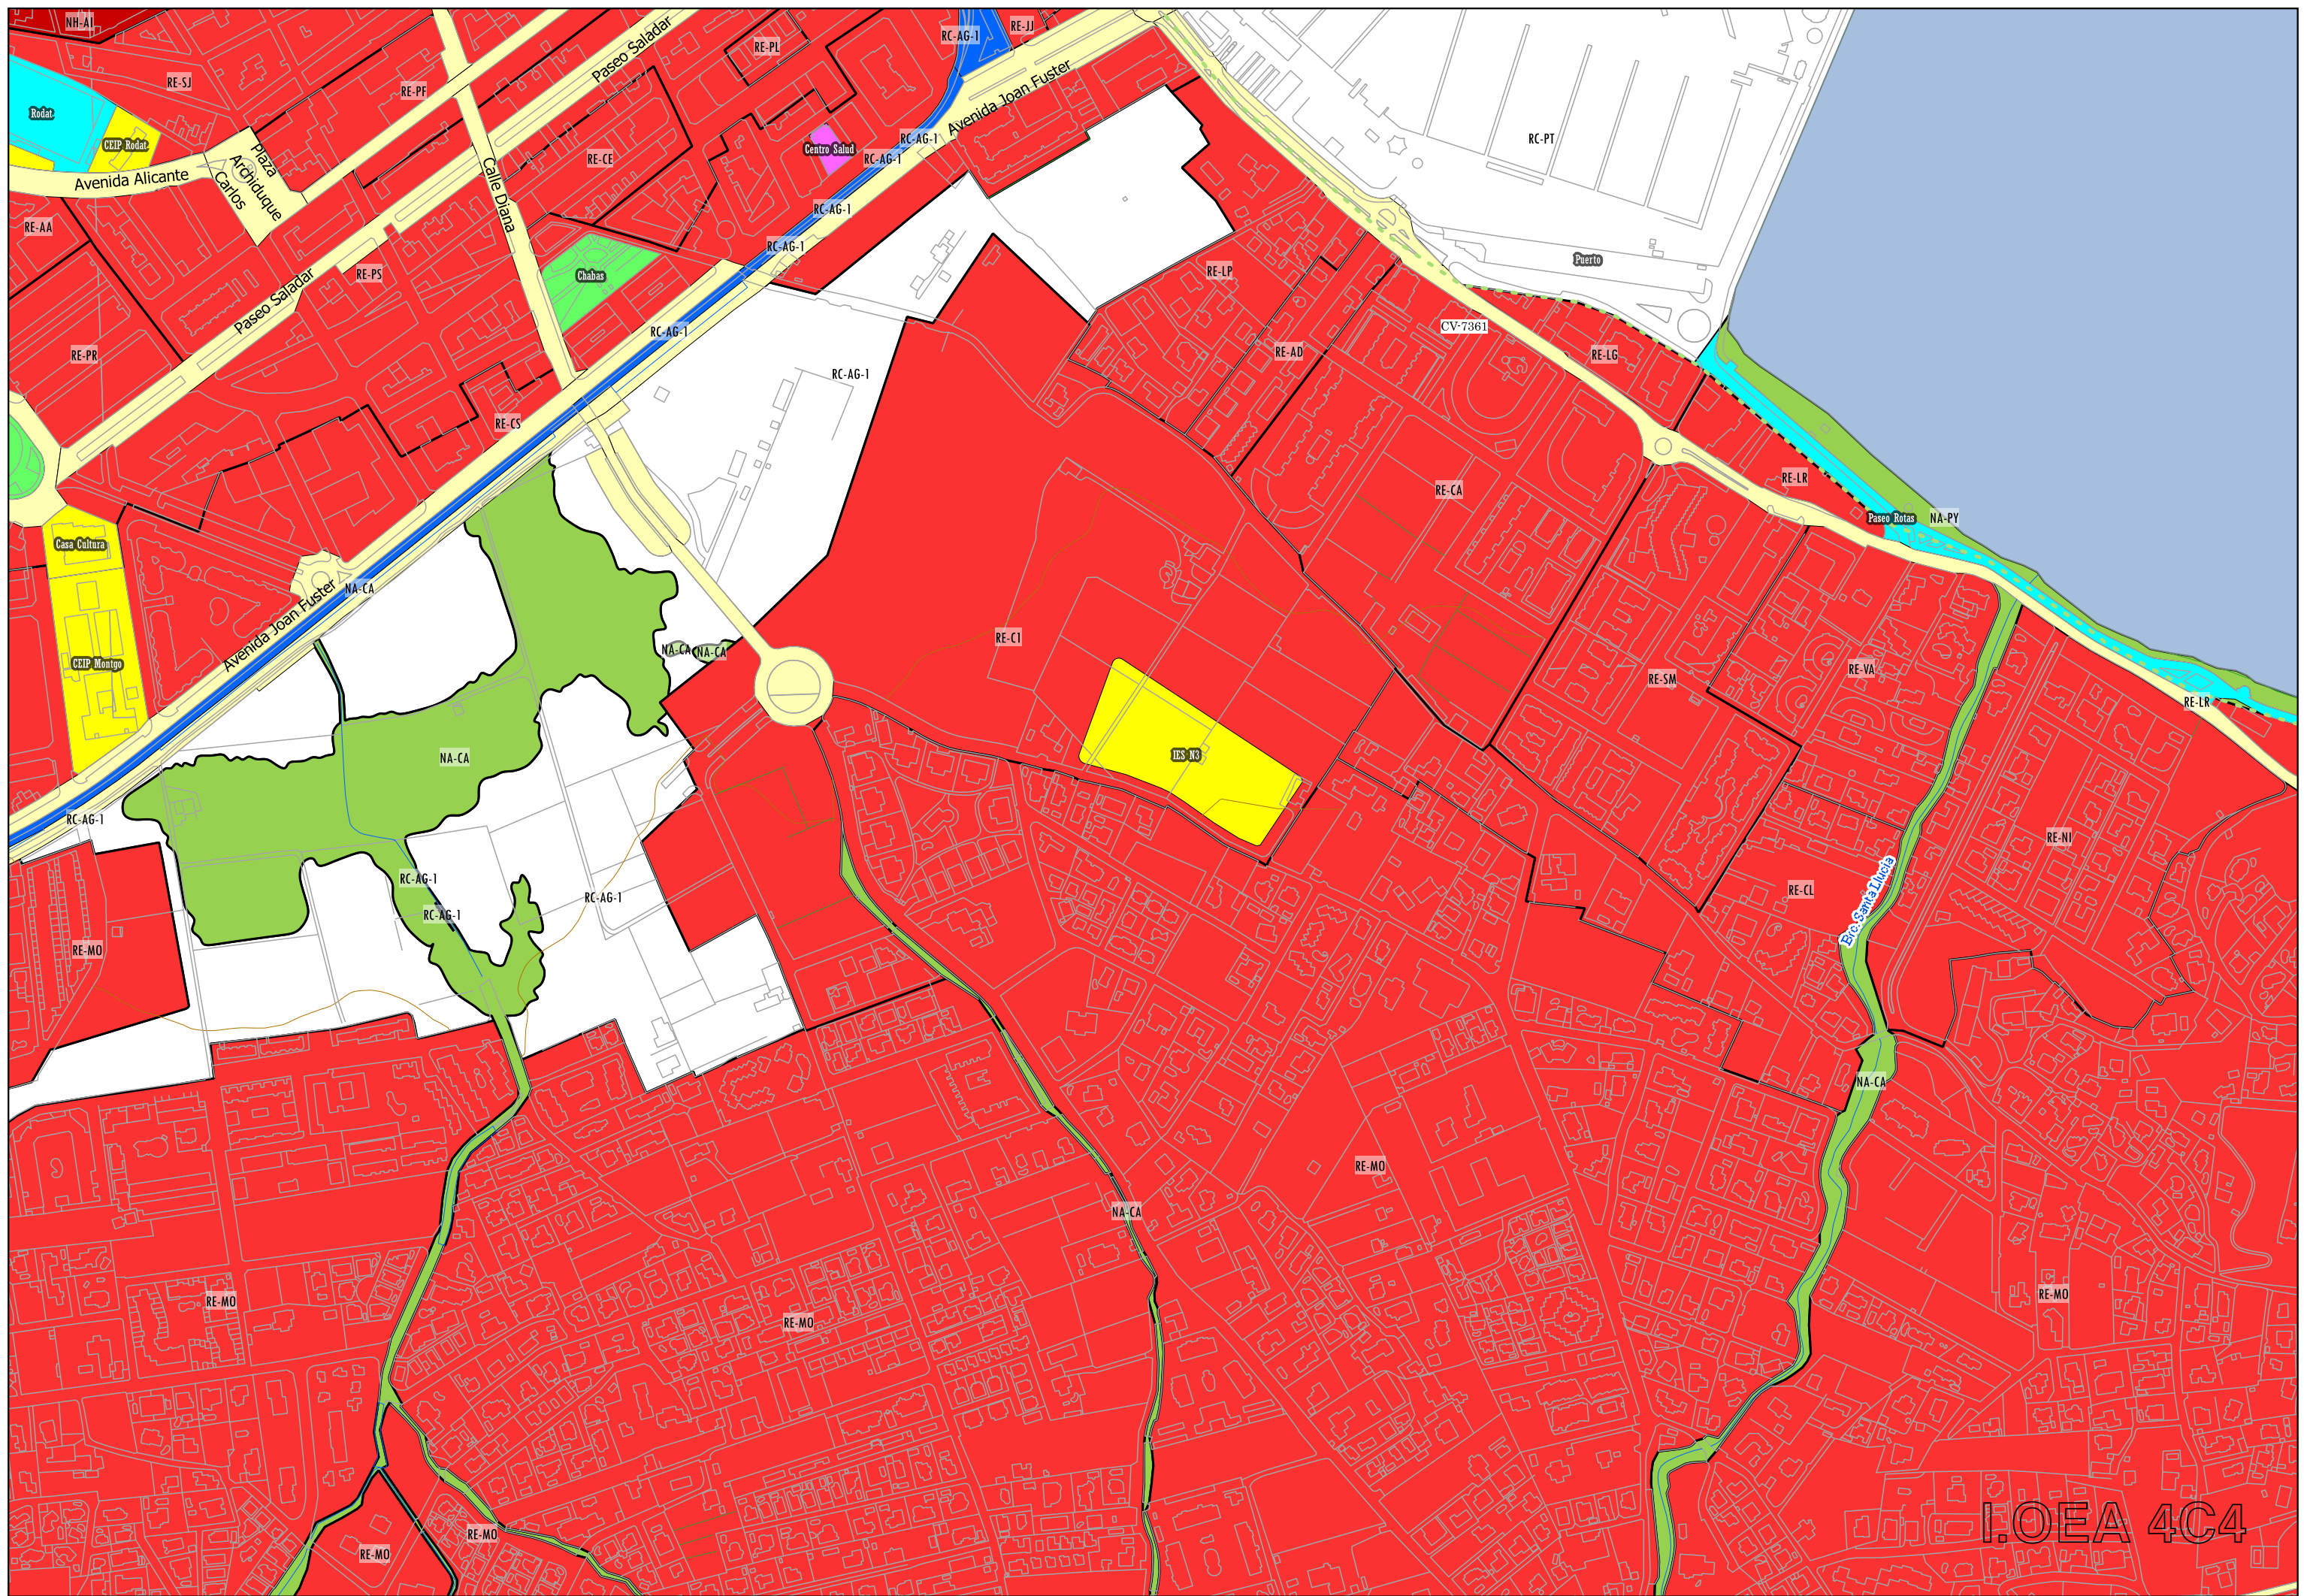 NH-AI
RC-AG-1
RE-JJ
Paseo Saladar
RE-PL
RE-SJ
RE-PF
Avenida Joan Fuster
Rodat
CEIP Rodat
RC-AG-1
RC-PT
Centro Salud
RC-AG-1
RE-CE
Plaza
Archiduque
Carlos
Avenida Alicante
Calle Diana
RC-AG-1
RE-AA
RC-AG-1
Puerto
RE-PS
Chabas
RE-LP
Paseo Saladar
CV-7361
RC-AG-1
RE-PR
RE-AD
RE-LG
RC-AG-1
RE-CS
RE-LR
RE-CA
Paseo Rotas
NA-PY
Casa Cultura
NA-CA
Avenida Joan Fuster
RE-C1
NA-CA
NA-CA
CEIP Montgo
RE-VA
RE-SM
RE-LR
NA-CA
IES N3
RC-AG-1
RE-NI
RC-AG-1
RE-CL
RC-AG-1
RC-AG-1
Brc. Santa Llucia
RE-MO
NA-CA
RE-MO
NA-CA
RE-MO
RE-MO
RE-MO
I.OEA 4C4
RE-MO
RE-MO